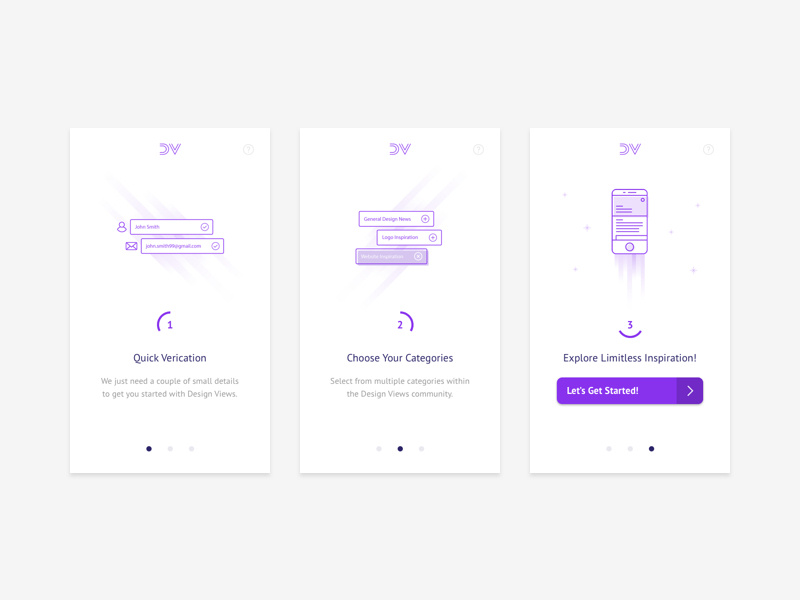 DV
?
John Smith
john.smith99@gmail.com
1
Quick Verication
We just need a couple of small details
to get you started with Design Views.
DV
?
General Design News
Logo Inspiration
Website Inspiration
2
Choose Your Categories
Select from multiple categories within
the Design Views community.
DV
?
3
Explore Limitless Inspiration!
Let's Get Started!